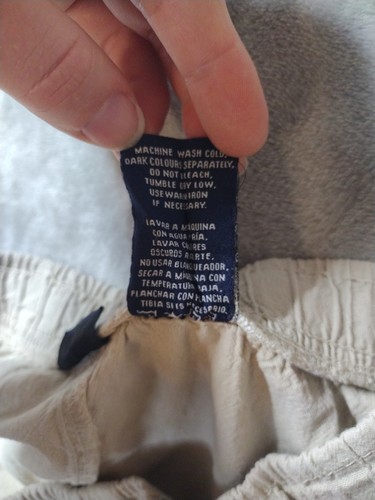 MACHINE WASH COLD,
DARK COLOURS SEPARATELY.
DO NOT BLEACH,
TUMBLE DRY LOW,
USE WARM IRON
IF NECESSARY.
LAVAR A MAQUINA
CON AGUA FRIA,
LAVAR COLORES
OSCUROS APARTE.
NO USAR BLANQUEADOR,
SECAR A MAQUINA CON
TEMPERATURA BAJA,
PLANCHAR CON PLANCHA
TIBIA SI ES NECESARIO.